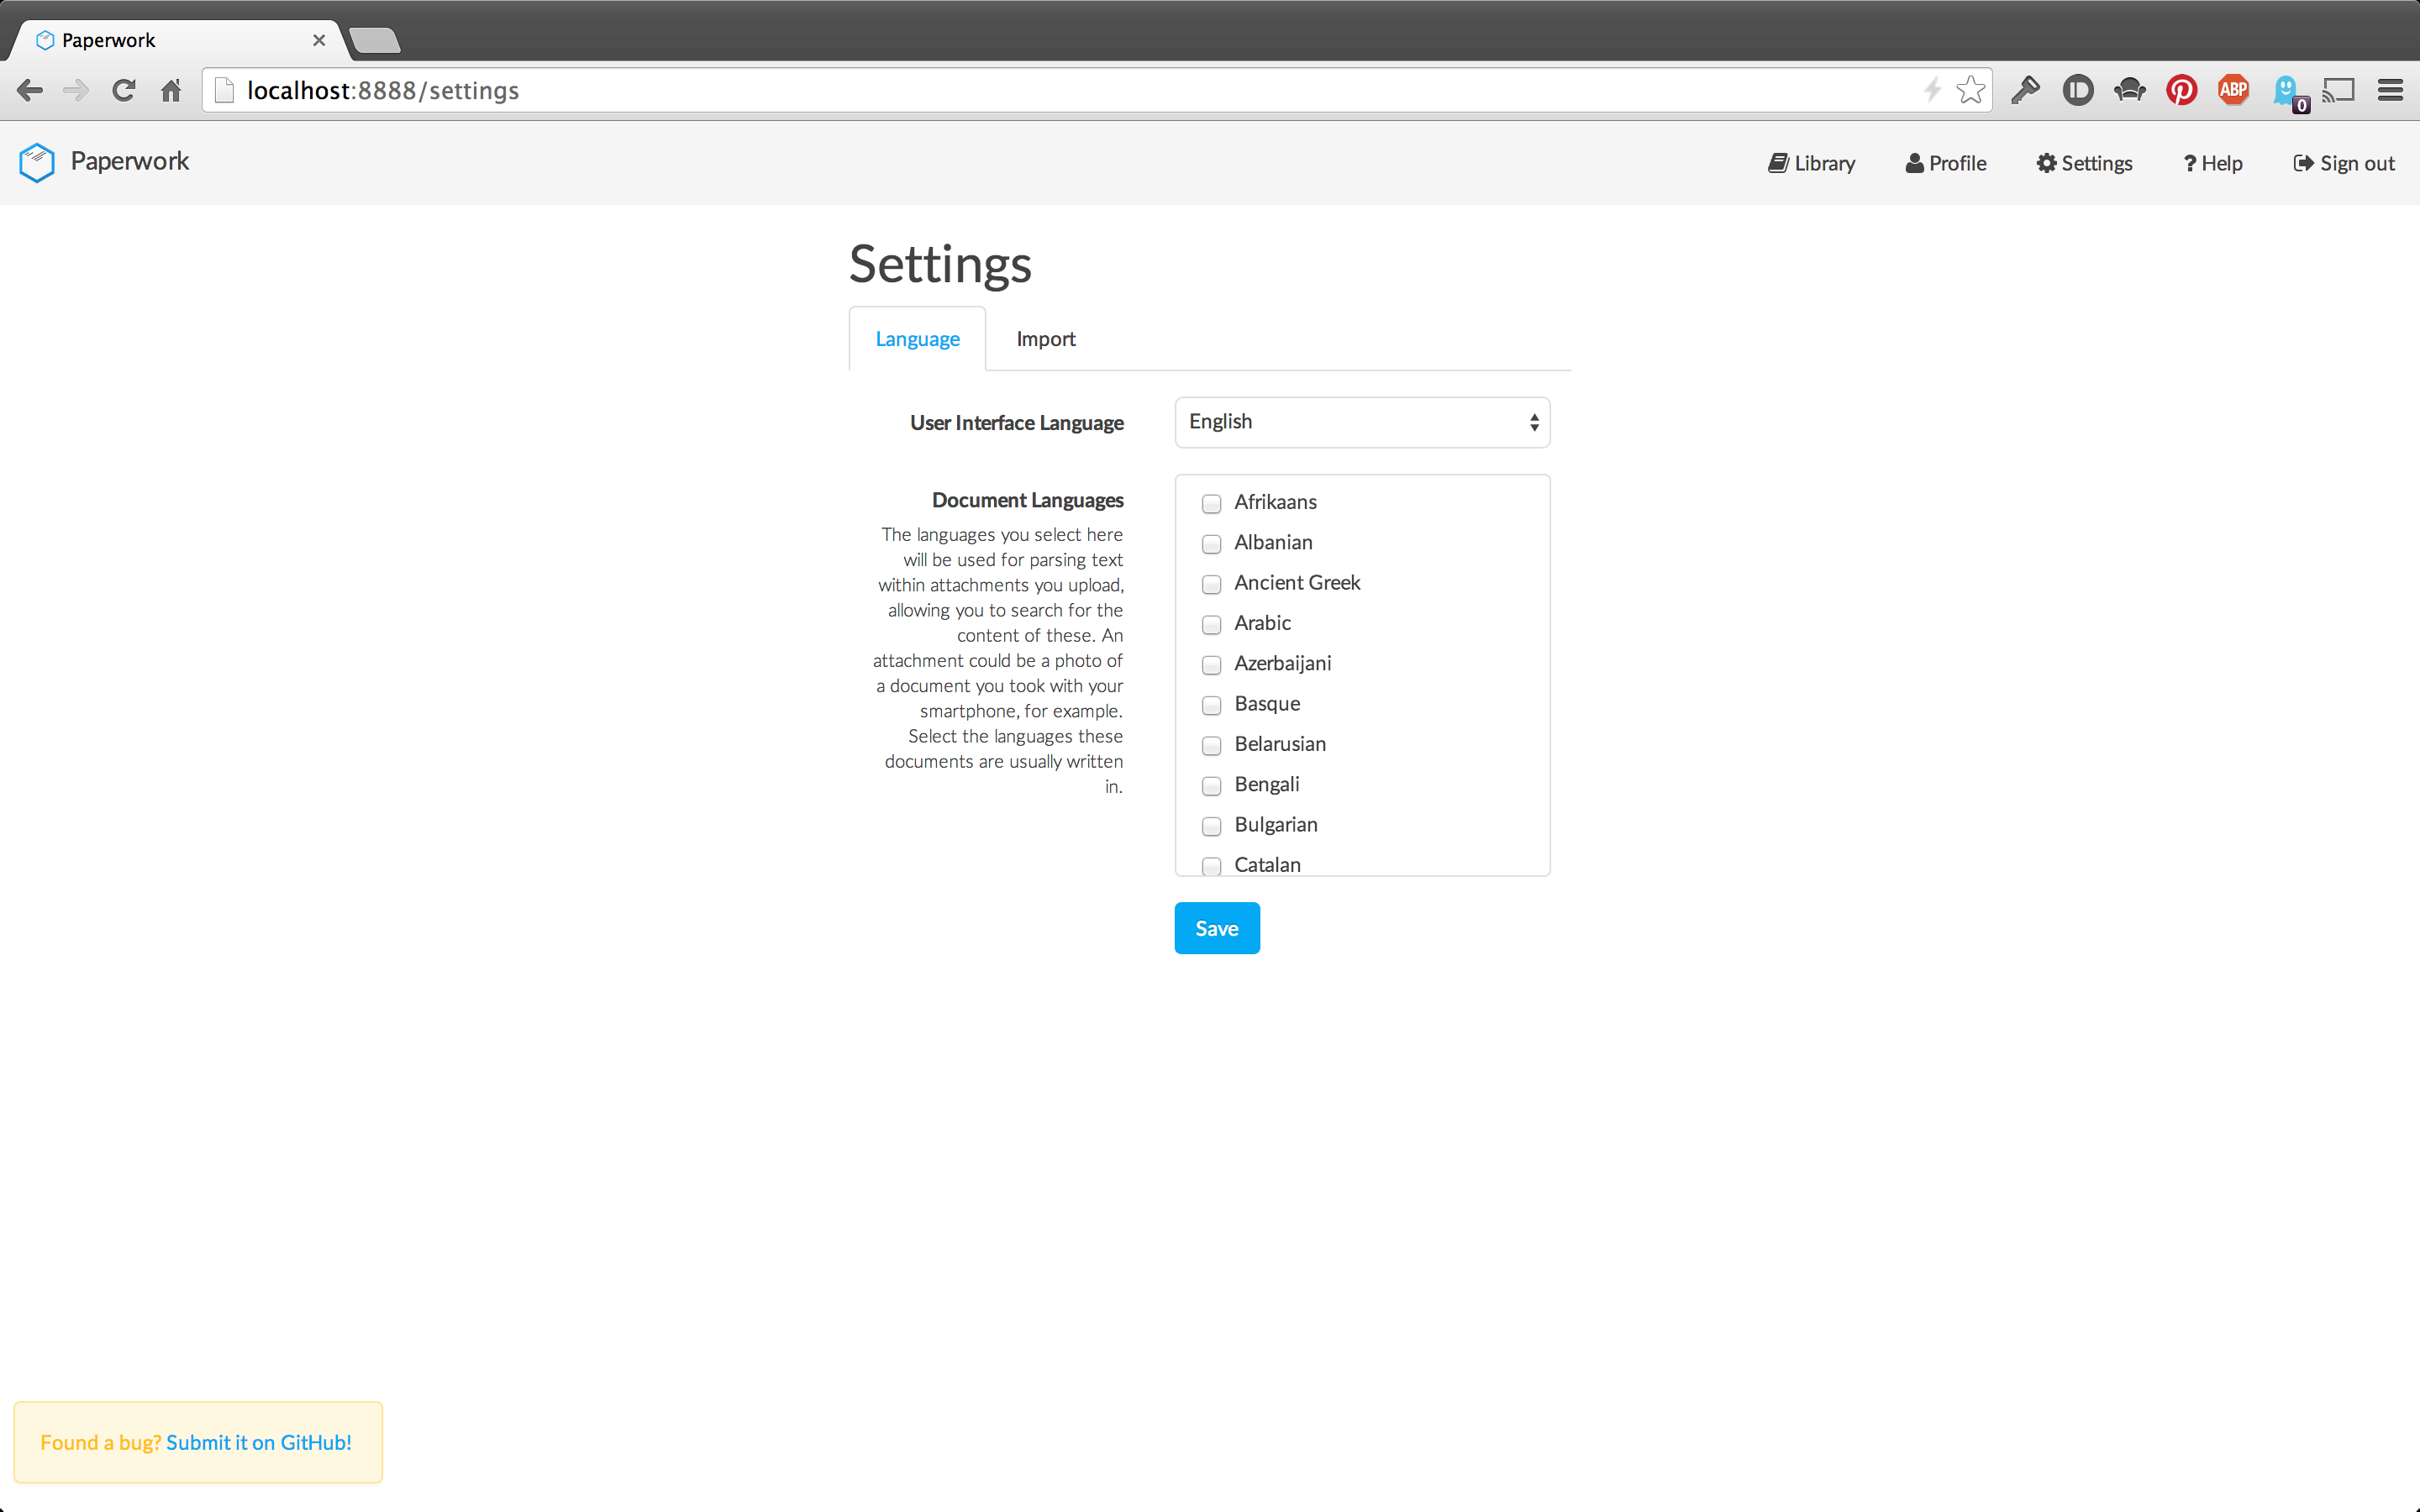 Paperwork
localhost:8888/settings
ABP
0
Paperwork
Library
Profile
Settings
? Help
Sign out
Settings
Language
Import
User Interface Language
English
Document Languages
The languages you select here
will be used for parsing text
within attachments you upload,
allowing you to search for the
content of these. An
attachment could be a photo of
a document you took with your
smartphone, for example.
Select the languages these
documents are usually written
in.
Afrikaans
Albanian
Ancient Greek
Arabic
Azerbaijani
Basque
Belarusian
Bengali
Bulgarian
Catalan
Save
Found a bug? Submit it on GitHub!